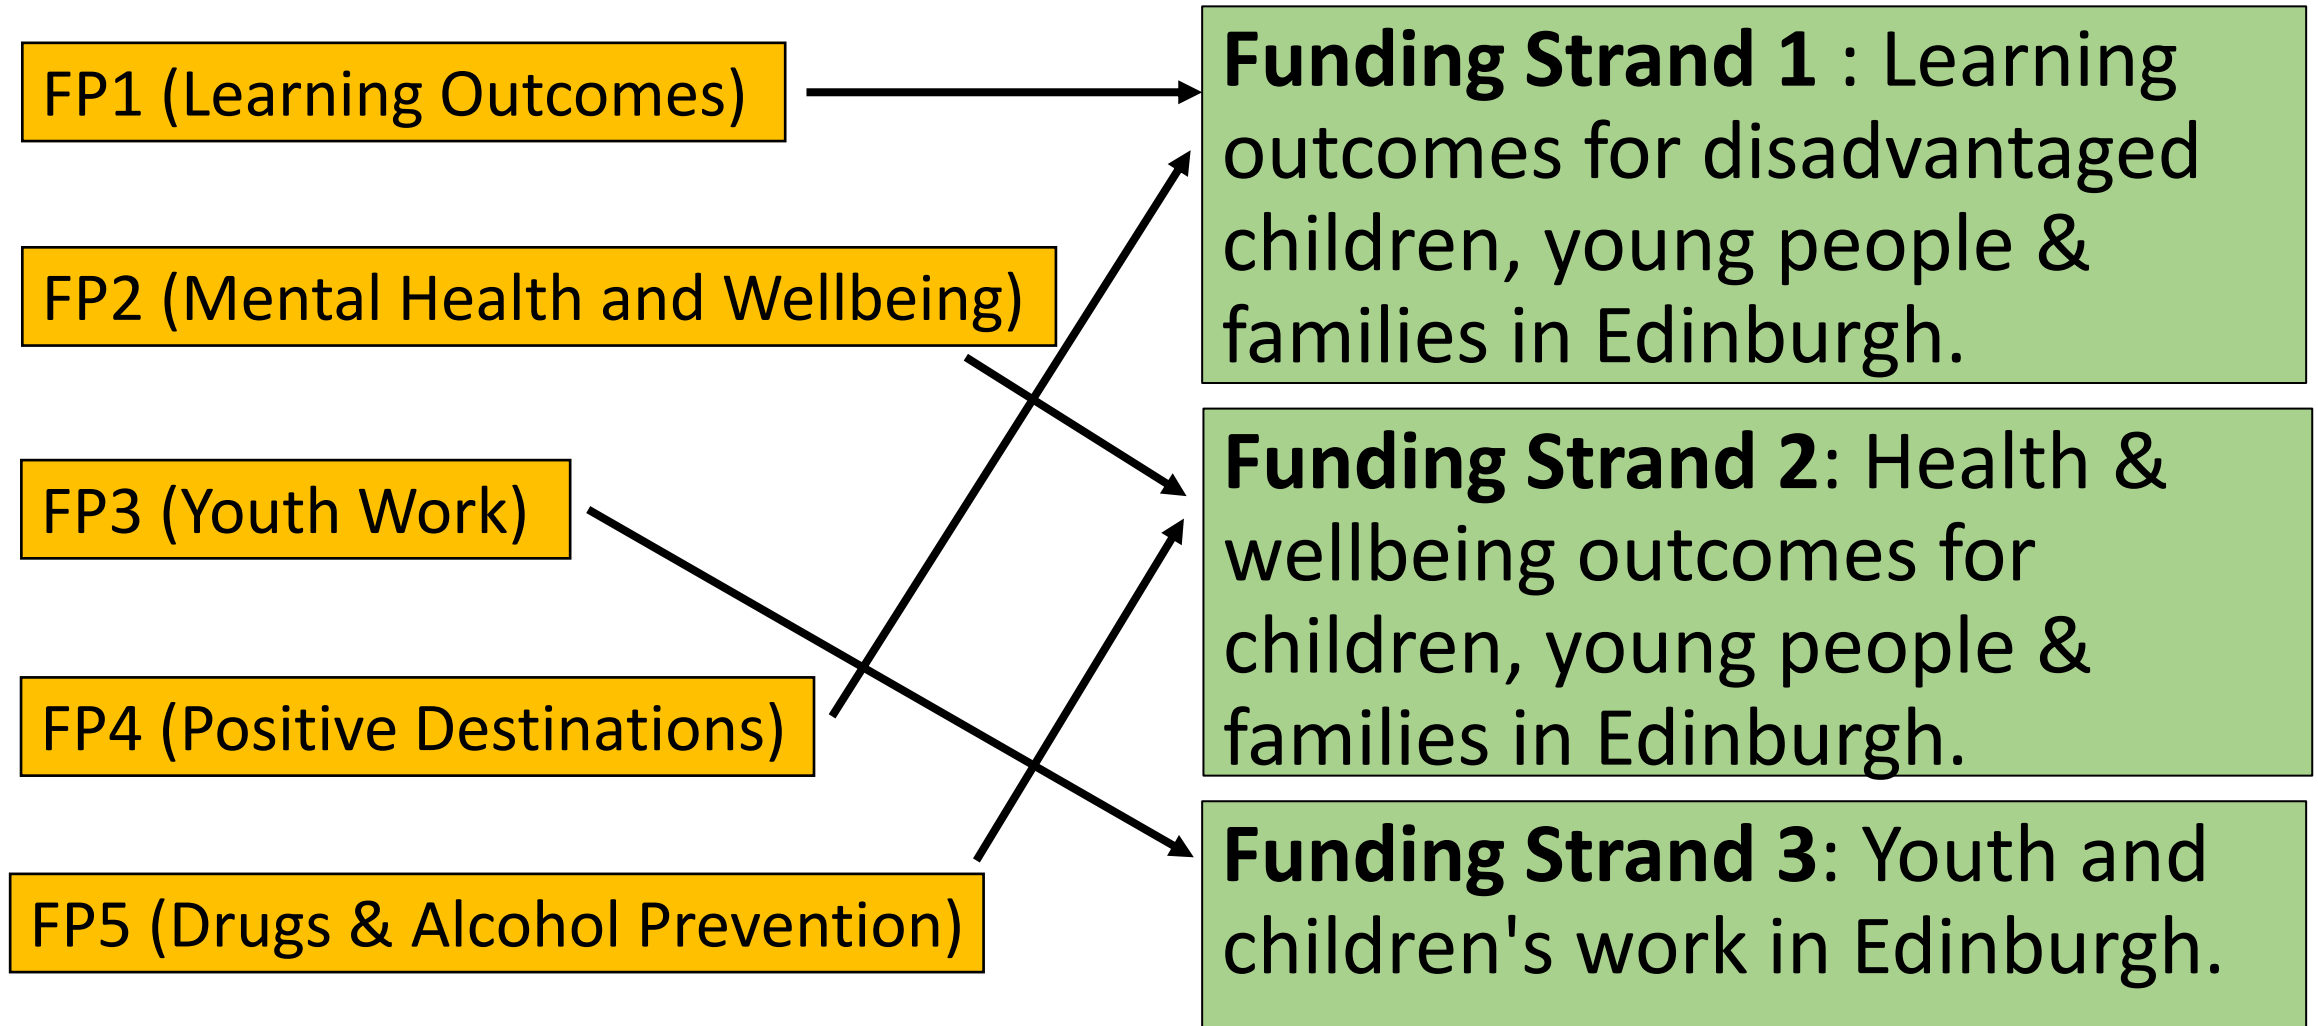 FP1 (Learning Outcomes)
FP2 (Mental Health and Wellbeing)
FP3 (Youth Work)
FP4 (Positive Destinations)
FP5 (Drugs & Alcohol Prevention)
Funding Strand 1 : Learning
outcomes for disadvantaged
children, young people &
families in Edinburgh.
Funding Strand 2: Health &
wellbeing outcomes for
children, young people &
families in Edinburgh.
Funding Strand 3: Youth and
children's work in Edinburgh.